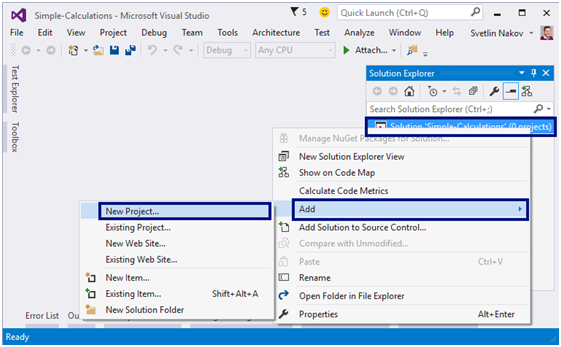 Simple-Calculations - Microsoft Visual Studio
5
Quick Launch (Ctrl+Q)
File Edit View Project Debug Team Tools Architecture Test Analyze Window Svetlin Nakov
Debug Any CPU Attach...
Test Explorer
Toolbox
Solution Explorer
Search Solution Explorer (Ctrl+;)
Solution 'Simple-Calculations' (0 projects)
Manage NuGet Packages for Solution...
New Solution Explorer View
Show on Code Map
Calculate Code Metrics
Add
Add Solution to Source Control...
Compare with Unmodified...
Paste Ctrl+V
Rename
Open Folder in File Explorer
Properties Alt+Enter
New Project...
Existing Project...
New Web Site...
Existing Web Site...
New Item...
Existing Item... Shift+Alt+A
New Solution Folder
Error List
Ready